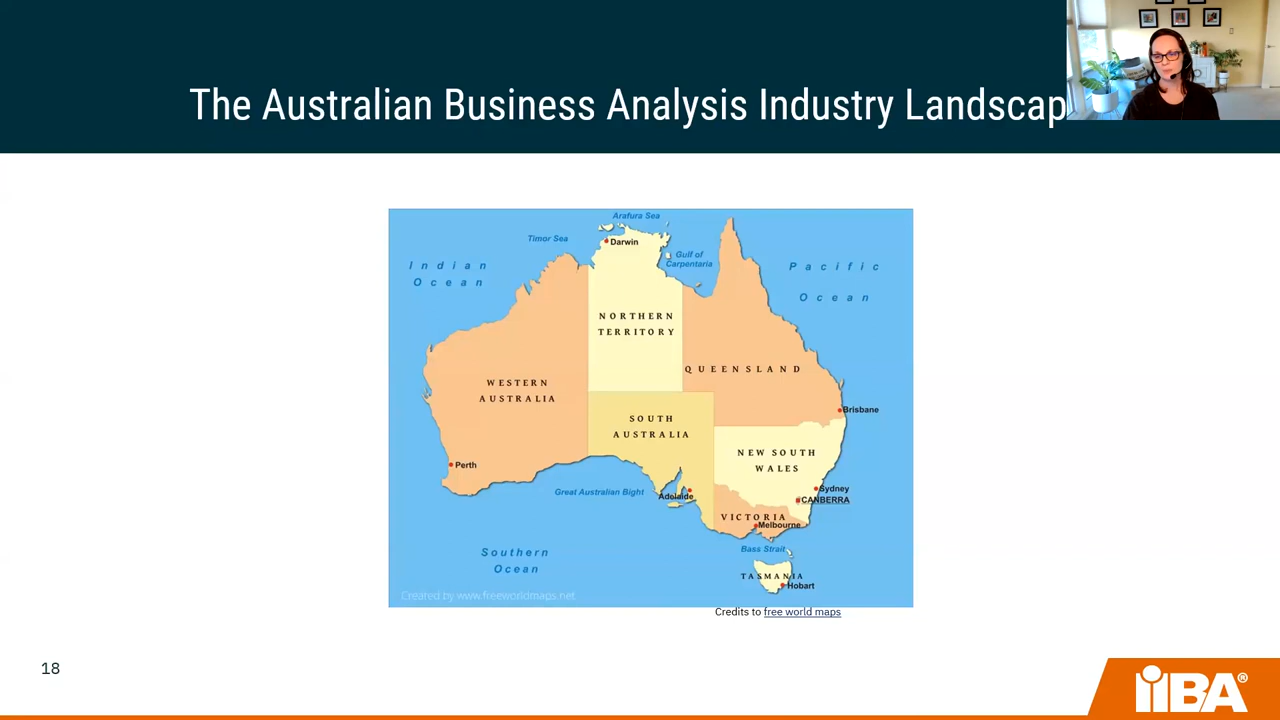 The Australian Business Analysis Industry Landscap
Arafura Sea
Timor Sea
Darwin
Gulf of
Carpentaria
Indian
Ocean
Pacific
Ocean
NORTHERN
TERRITORY
QUEENSLAND
WESTERN
AUSTRALIA
SOUTH
AUSTRALIA
Brisbane
NEW SOUTH
WALES
Perth
Great Australian Bight
Adelaide
Sydney
CANBERRA
VICTORIA
Melbourne
Bass Strait
Southern
Ocean
TASMANIA
Hobart
Created by www.freeworldmaps.net
Credits to free world maps
18
IIBA®